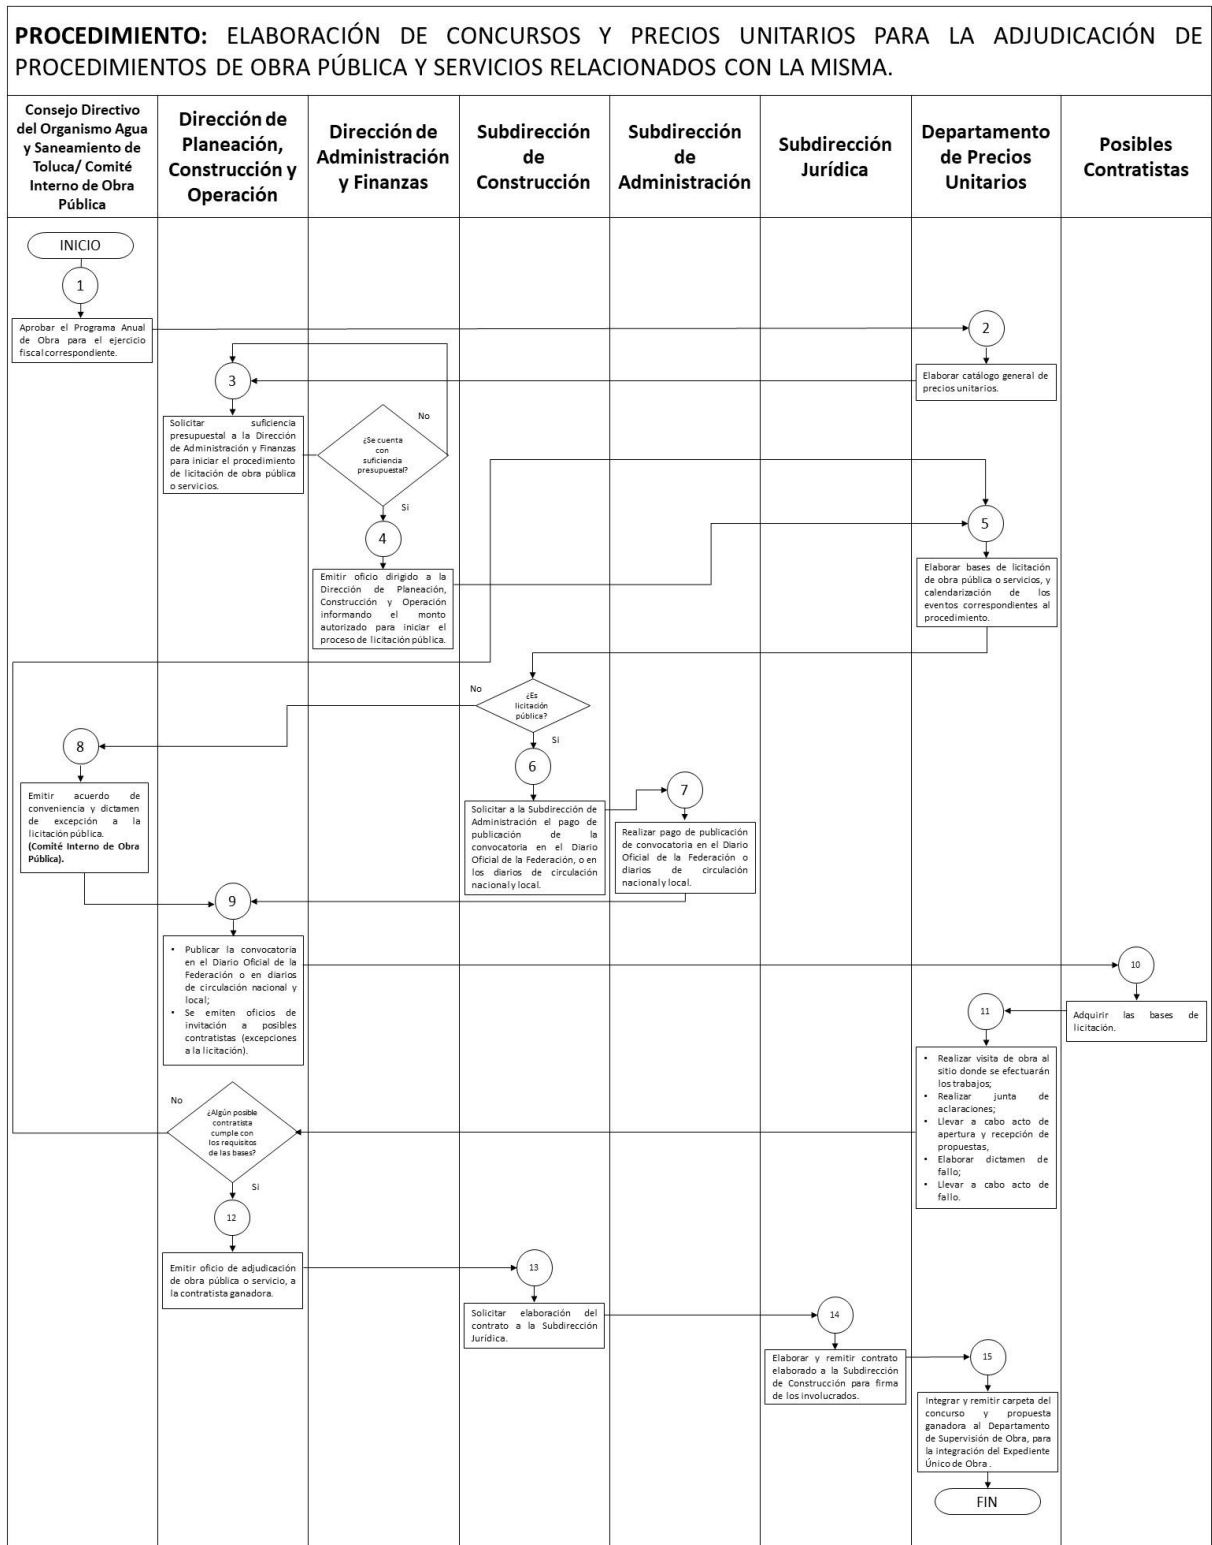 PROCEDIMIENTO: ELABORACIÓN DE CONCURSOS Y PRECIOS UNITARIOS PARA LA ADJUDICACIÓN DE
PROCEDIMIENTOS DE OBRA PÚBLICA Y SERVICIOS RELACIONADOS CON LA MISMA.
Consejo Directivo
del Organismo Agua
y Saneamiento de
Toluca/ Comité
Interno de Obra
Pública
Dirección de
Planeación,
Construcción y
Operación
Dirección de
Administración
y Finanzas
Subdirección
de
Construcción
Subdirección
de
Administración
Subdirección
Jurídica
Departamento
de Precios
Unitarios
Posibles
Contratistas
INICIO
1
Aprobar el Programa Anual
de Obra para el ejercicio
fiscal correspondiente.
2
Elaborar catálogo general de
precios unitarios.
3
Solicitar suficiencia
presupuestal a la Dirección
de Administración y Finanzas
para iniciar el procedimiento
de licitación de obra pública
o servicios.
¿Se cuenta
con
suficiencia
presupuestal?
No
Si
4
Emitir oficio dirigido a la
Dirección de Planeación,
Construcción y Operación
informando el monto
autorizado para iniciar el
proceso de licitación pública.
5
Elaborar bases de licitación
de obra pública o servicios, y
calendarización de los
eventos correspondientes al
procedimiento.
¿Es
licitación
pública?
No
Si
6
Solicitar a la Subdirección de
Administración el pago de
publicación de la
convocatoria en el Diario
Oficial de la Federación, o en
los diarios de circulación
nacional y local.
7
Realizar pago de publicación
de convocatoria en el Diario
Oficial de la Federación o
diarios de circulación
nacional y local.
8
Emitir acuerdo de
conveniencia y dictamen
de excepción a la
licitación pública.
(Comité Interno de Obra
Pública).
9
• Publicar la convocatoria
en el Diario Oficial de la
Federación o en diarios
de circulación nacional y
local;
• Se emiten oficios de
invitación a posibles
contratistas (excepciones
a la licitación).
10
Adquirir las bases de
licitación.
11
• Realizar visita de obra al
sitio donde se efectuarán
los trabajos;
• Realizar junta de
aclaraciones;
• Llevar a cabo acto de
apertura y recepción de
propuestas,
• Elaborar dictamen de
fallo;
• Llevar a cabo acto de
fallo.
¿Algún posible
contratista
cumple con
los requisitos
de las bases?
No
Si
12
Emitir oficio de adjudicación
de obra pública o servicio, a
la contratista ganadora.
13
Solicitar elaboración del
contrato a la Subdirección
Jurídica.
14
Elaborar y remitir contrato
elaborado a la Subdirección
de Construcción para firma
de los involucrados.
15
Integrar y remitir carpeta del
concurso y propuesta
ganadora al Departamento
de Supervisión de Obra, para
la integración del Expediente
Único de Obra .
FIN